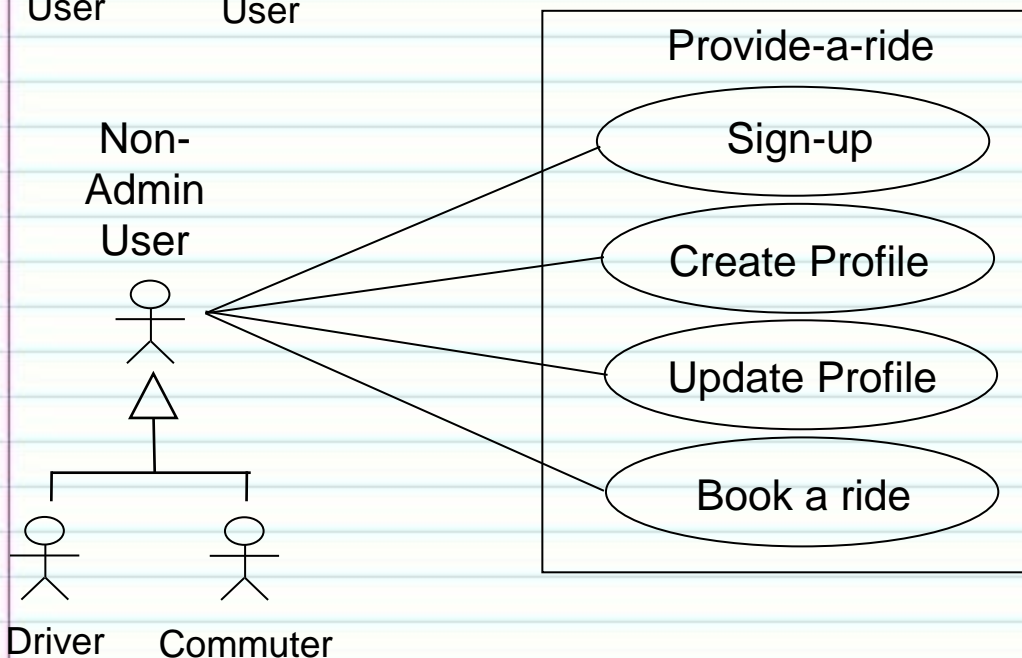 User User
Provide-a-ride
Non-
Admin
User
Sign-up
Create Profile
Update Profile
Book a ride
Driver Commuter